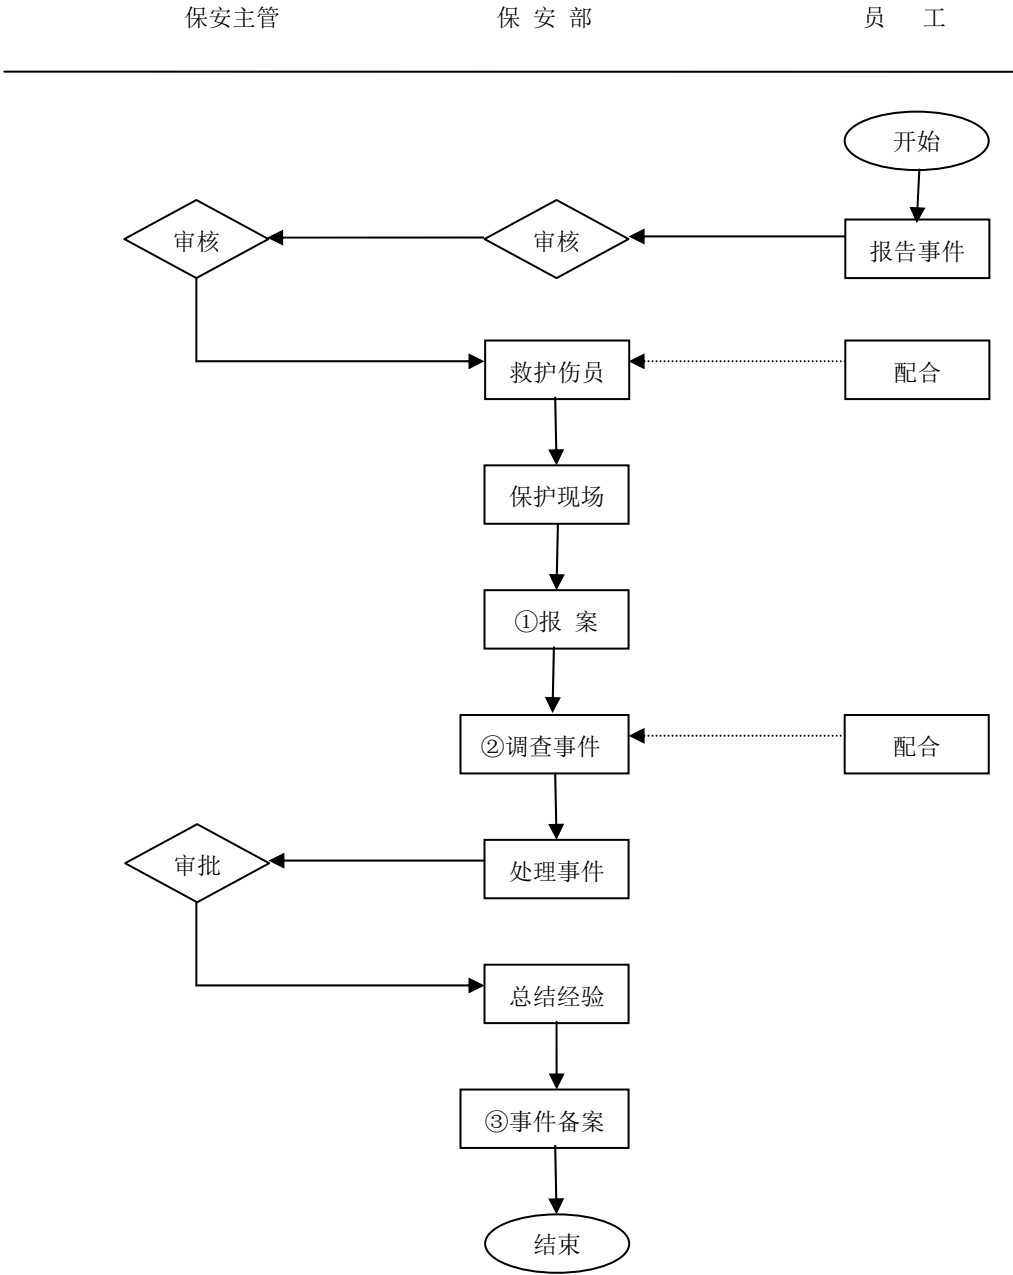 保安主管 保 安 部 员 工
开始
审核 审核 报告事件
救护伤员 配合
保护现场
①报 案
②调查事件 配合
审批 处理事件
总结经验
③事件备案
结束